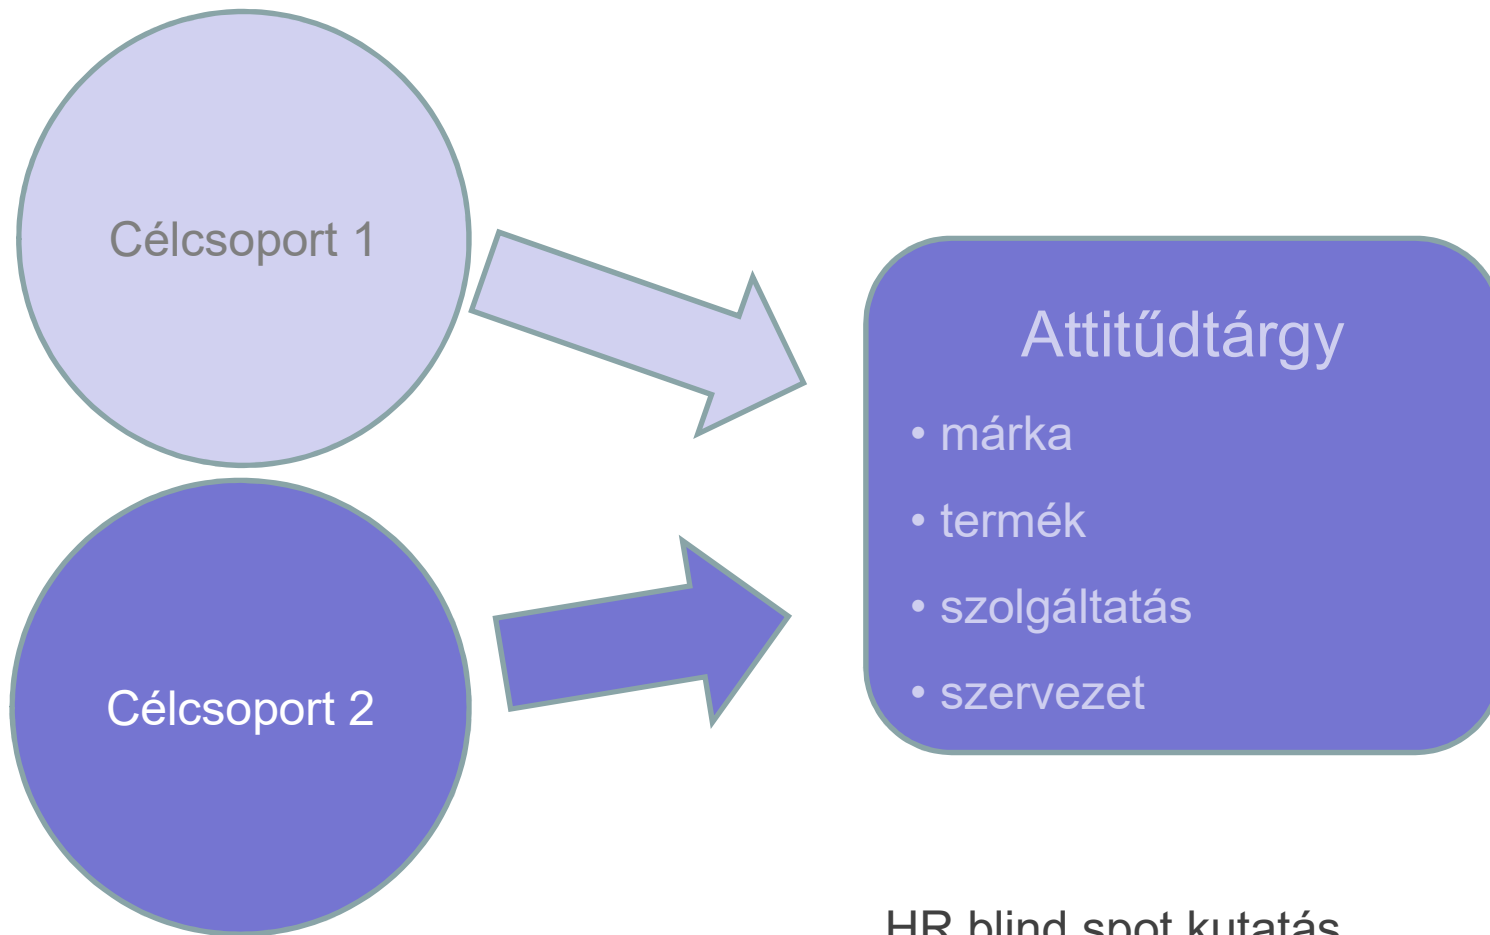 Célcsoport 1
Attitűdtárgy
• márka
• termék
• szolgáltatás
• szervezet
Célcsoport 2
HR blind spot kutatás